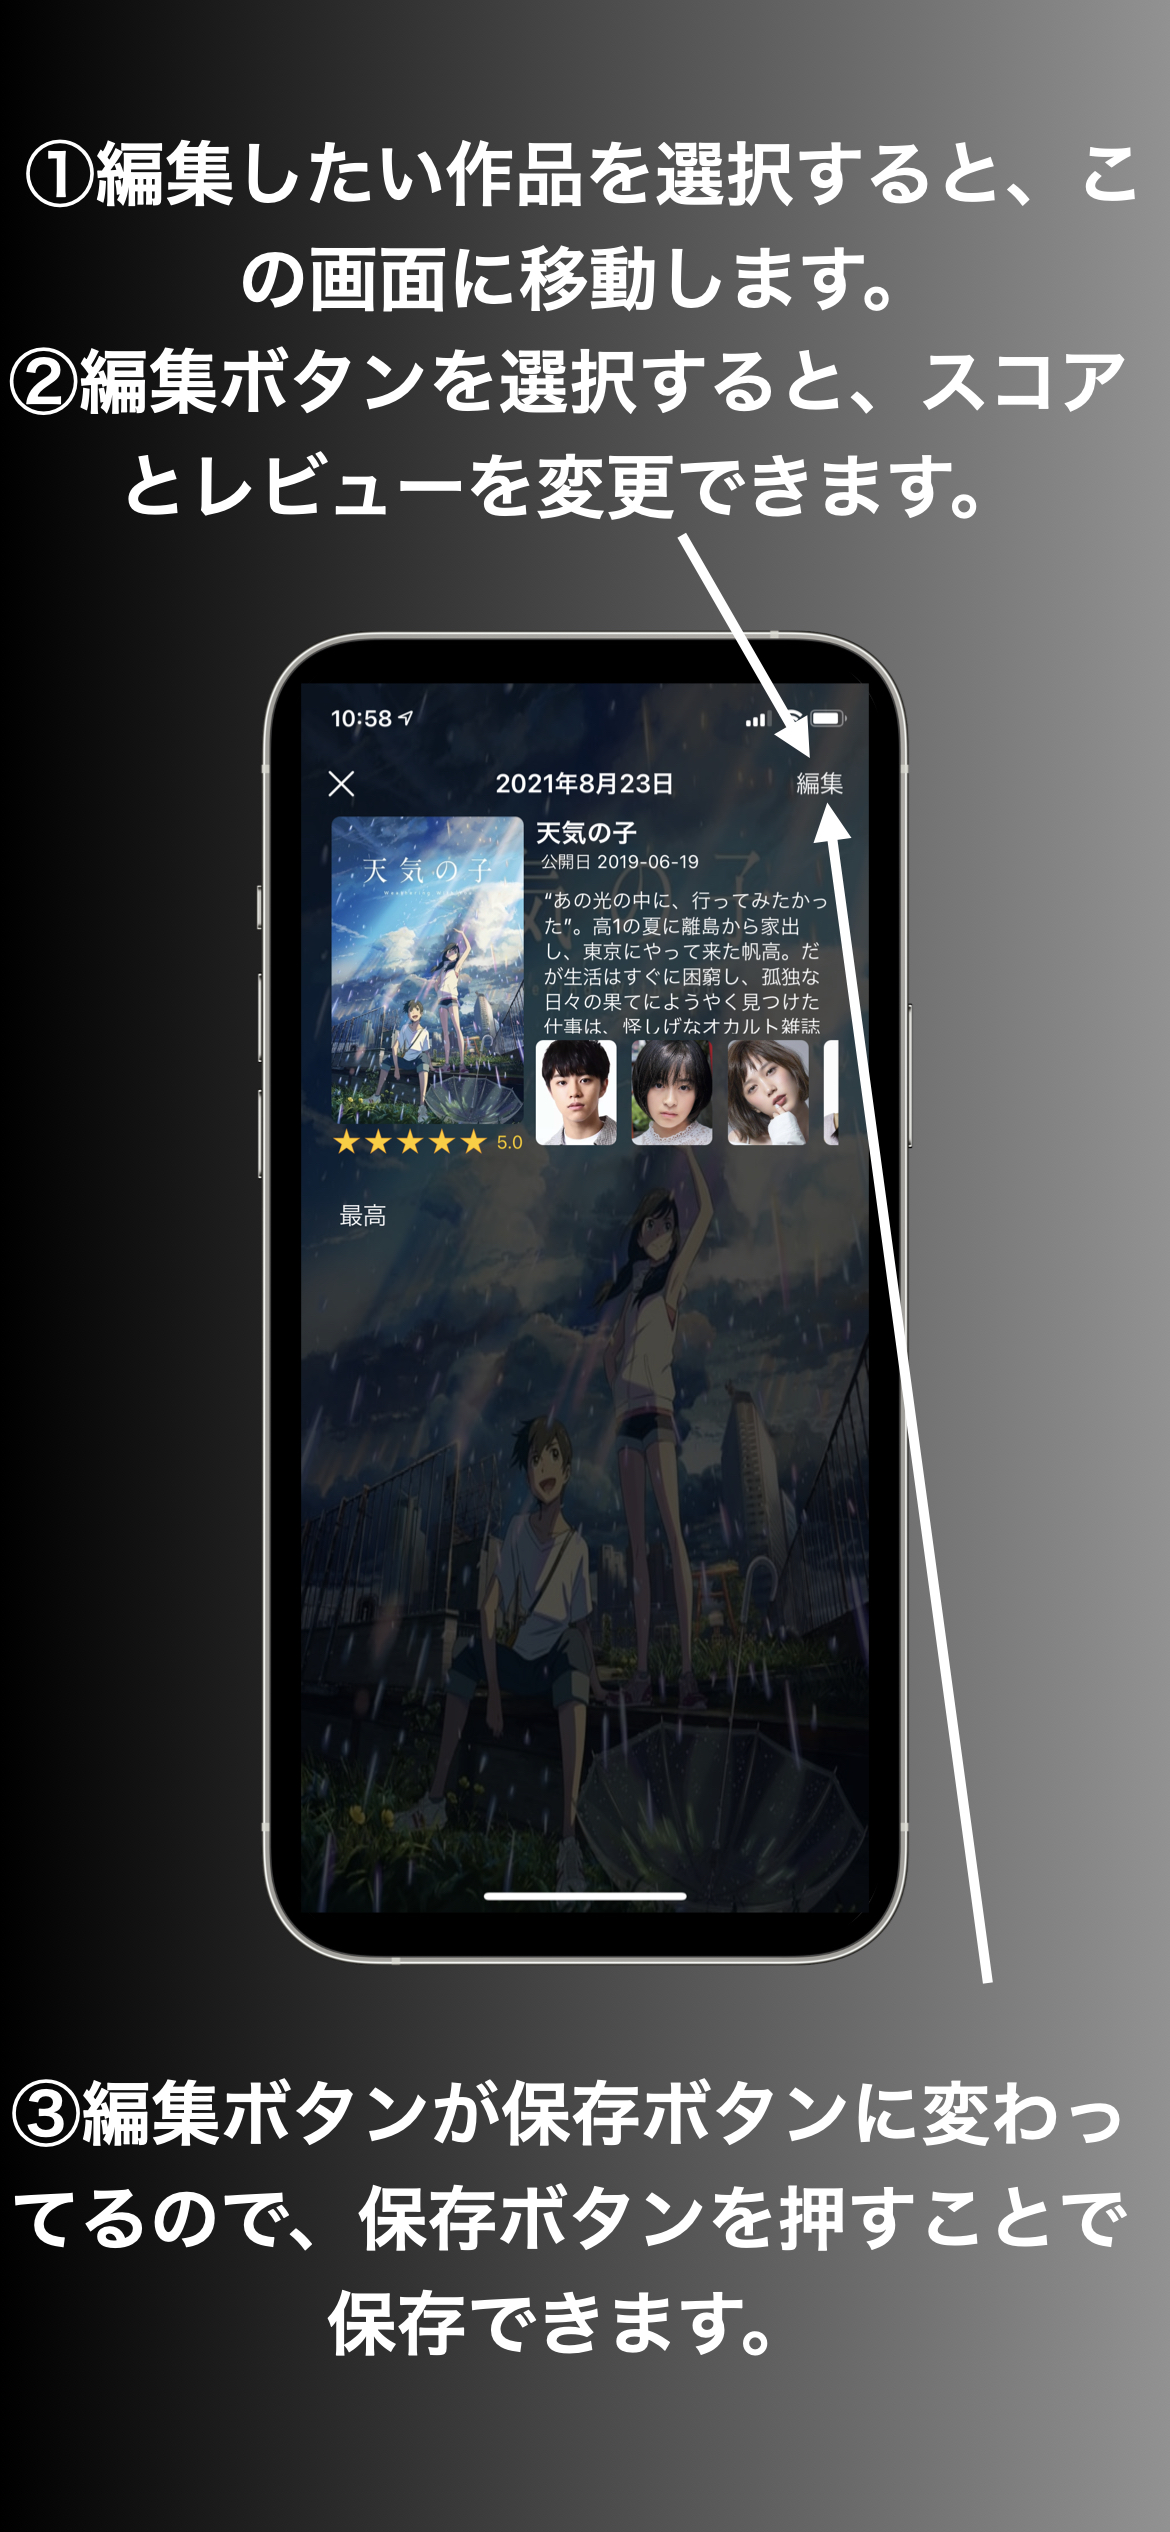 ①編集したい作品を選択すると、こ
の画面に移動します。
②編集ボタンを選択すると、スコア
とレビューを変更できます。
10:58
2021年8月23日
編集
天気の子
天気の子
公開日 2019-06-19
“あの光の中に、行ってみたかっ
た”。高1の夏に離島から家出
し、東京にやって来た帆高。だ
が生活はすぐに困窮し、孤独な
日々の果てにようやく見つけた
仕事は、怪しげなオカルト雑誌
5.0
最高
③編集ボタンが保存ボタンに変わっ
てるので、保存ボタンを押すことで
保存できます。